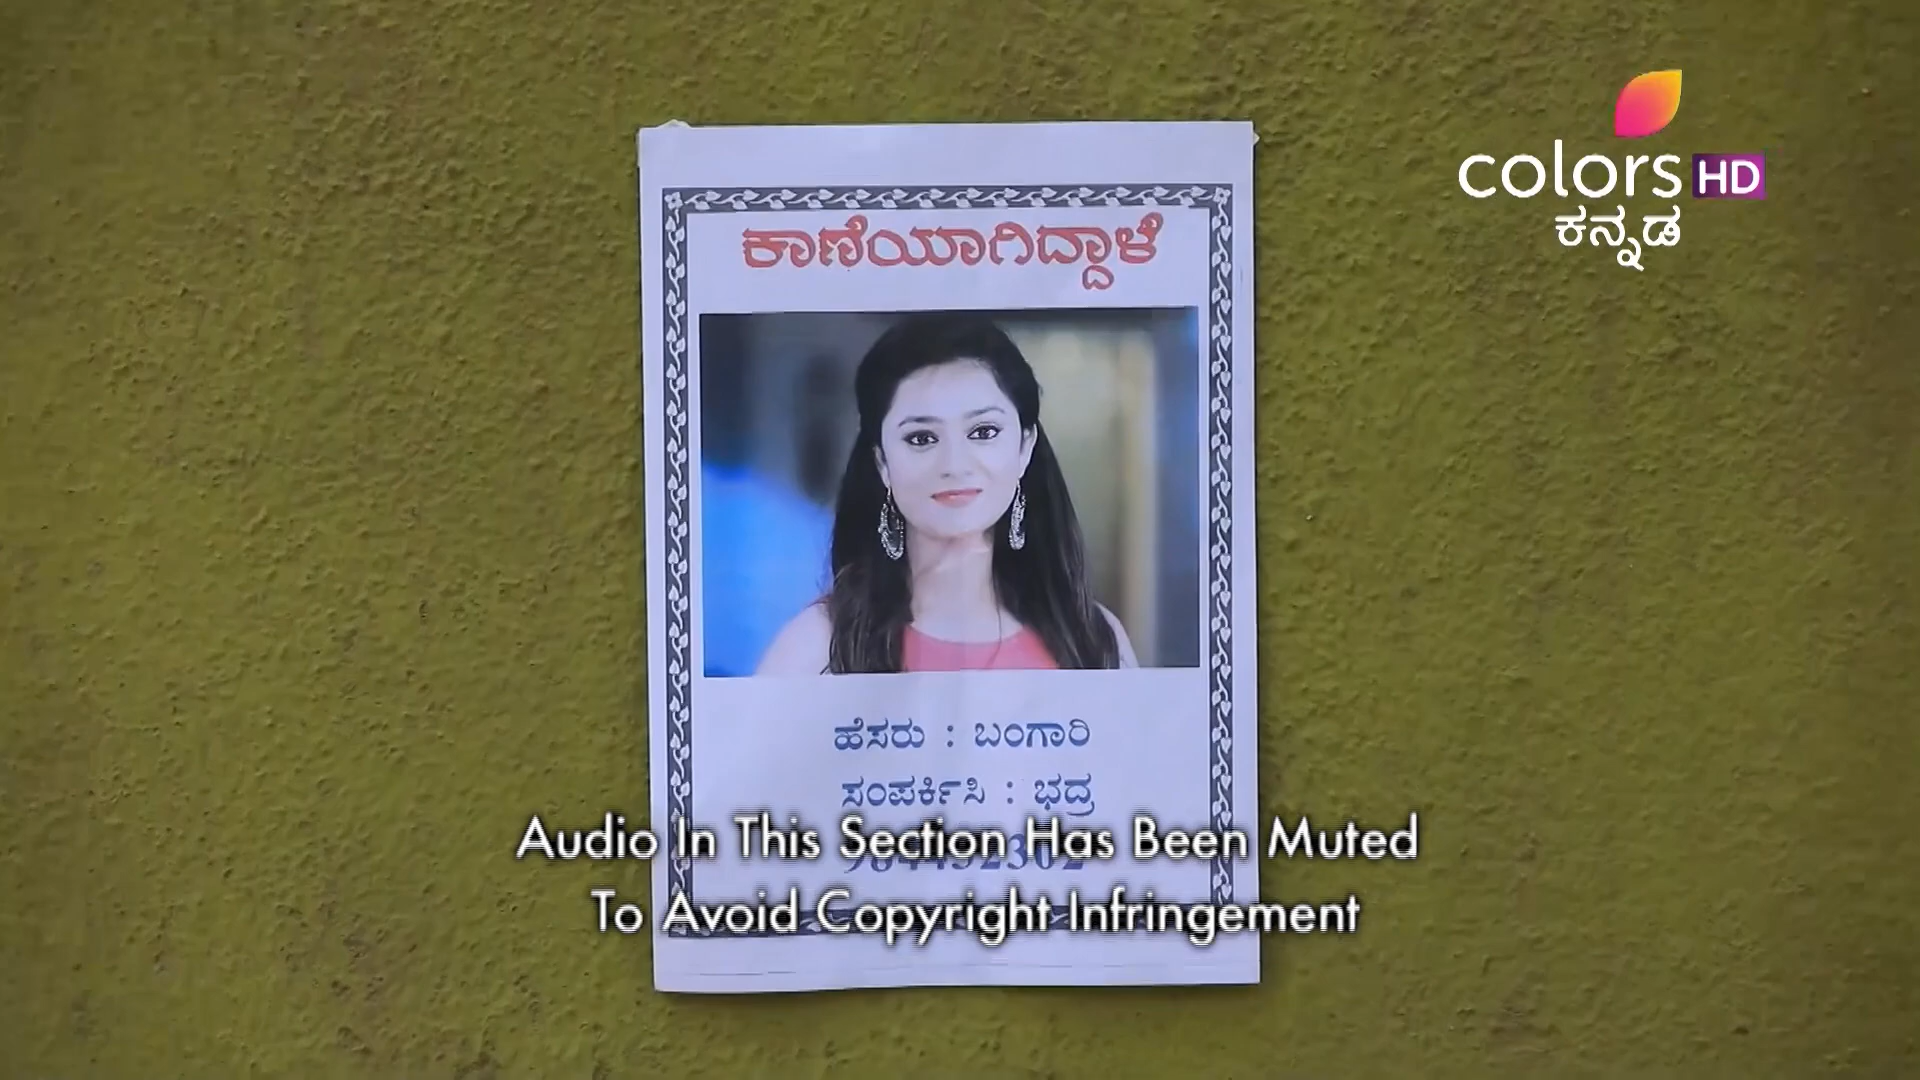 colors HD
ಕನ್ನಡ
ಕಾಣೆಯಾಗಿದ್ದಾಳೆ
ಹೆಸರು : ಬಂಗಾರಿ
ಸಂಪರ್ಕಿಸಿ : ಭದ್ರ
Audio In This Section Has Been Muted
To Avoid Copyright Infringement